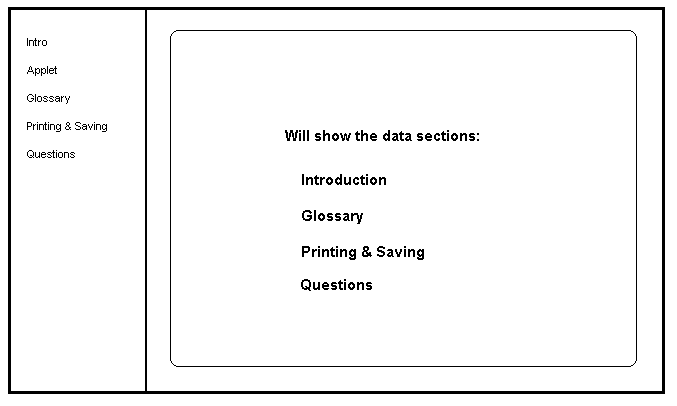 Intro
Applet
Glossary
Printing & Saving
Questions
Will show the data sections:
Introduction
Glossary
Printing & Saving
Questions